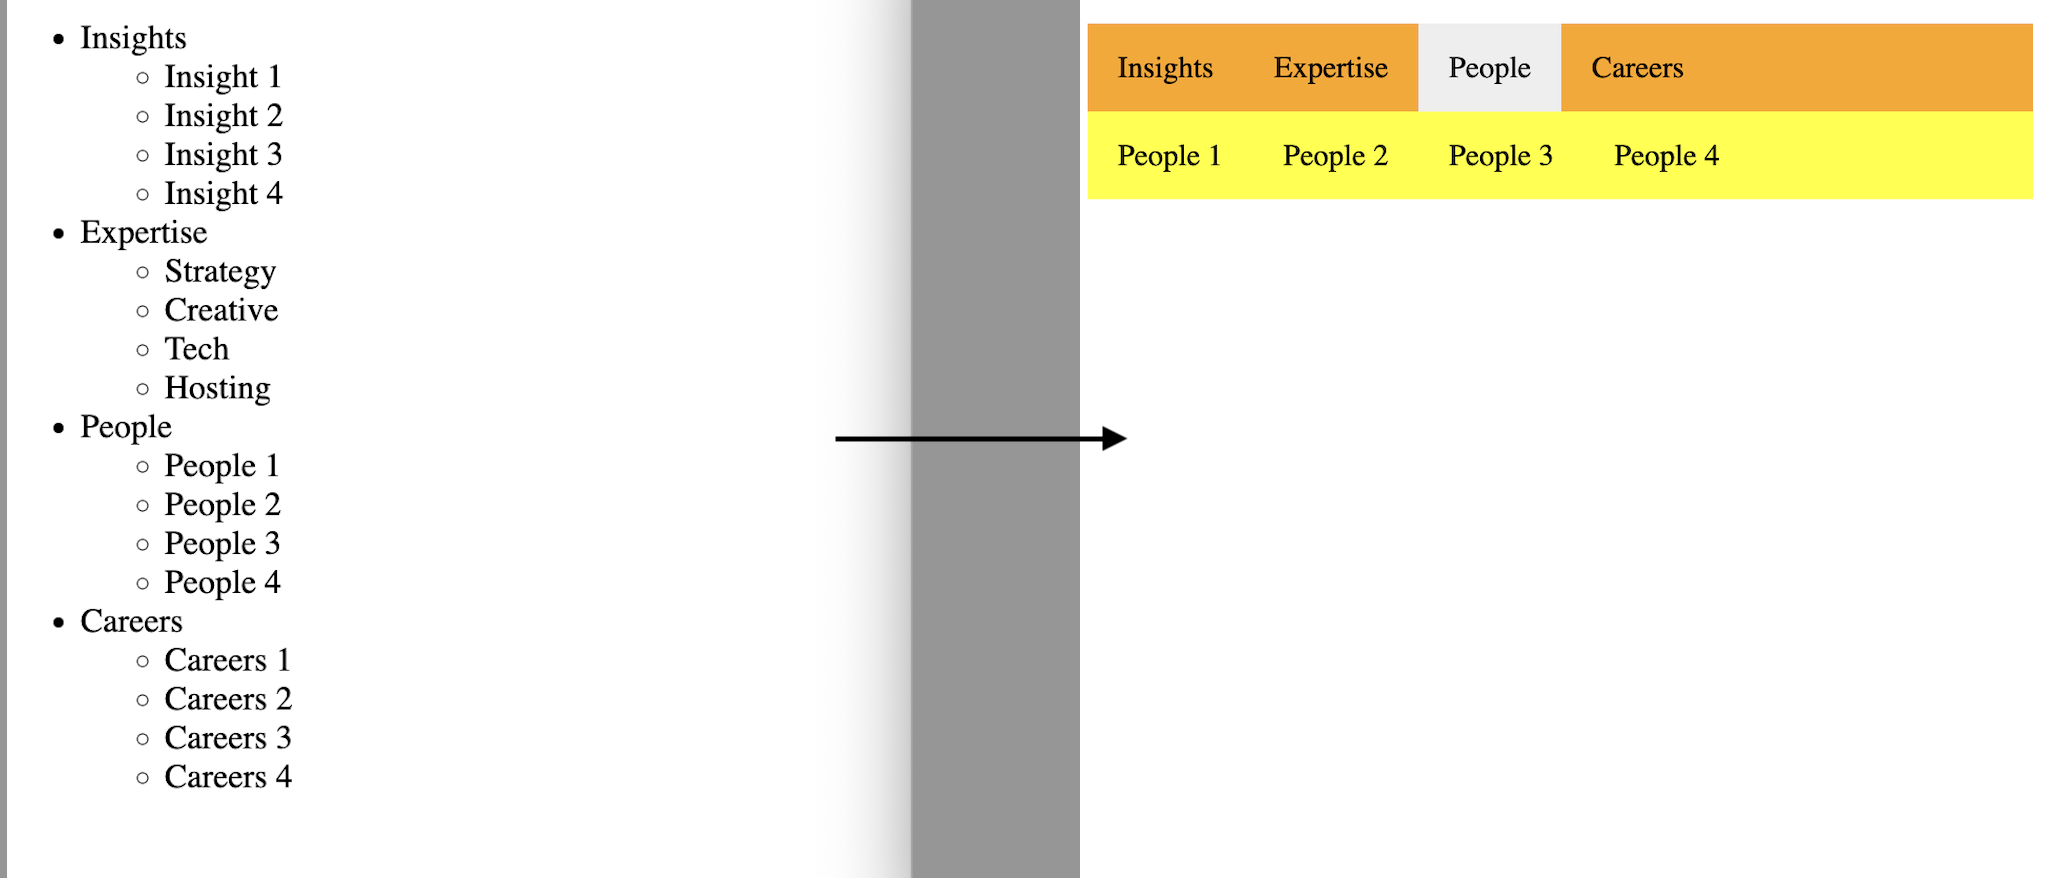 Insights
Insight 1
Insight 2
Insight 3
Insight 4
Expertise
Strategy
Creative
Tech
Hosting
People
People 1
People 2
People 3
People 4
Careers
Careers 1
Careers 2
Careers 3
Careers 4
Insights Expertise People Careers
People 1 People 2 People 3 People 4